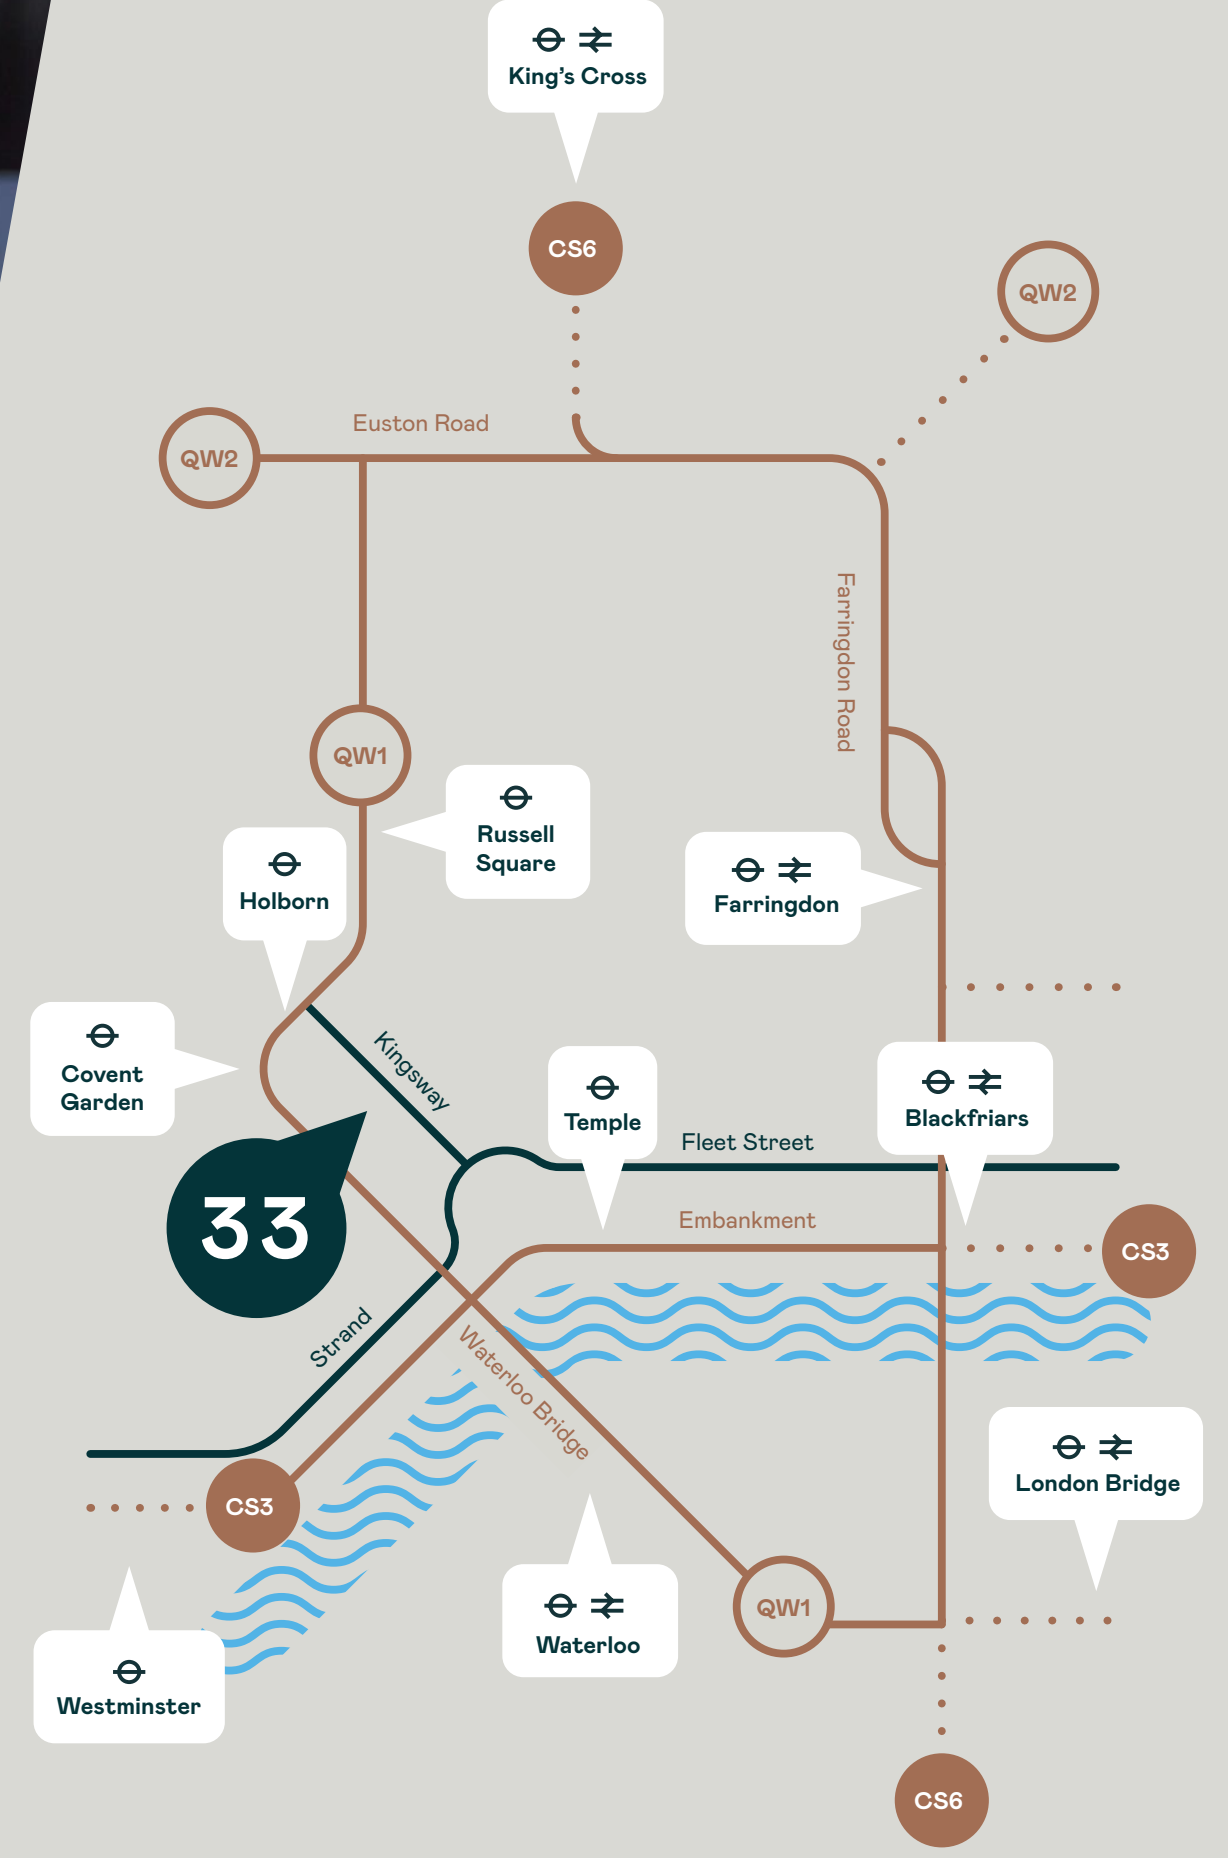 King's Cross
CS6
QW2
Euston Road
QW2
Farringdon Road
QW1
Russell
Square
Holborn
Farringdon
Covent
Garden
Kingsway
Temple
Blackfriars
Fleet Street
33
Embankment
CS3
Strand
Waterloo Bridge
London Bridge
CS3
Waterloo
QW1
Westminster
CS6